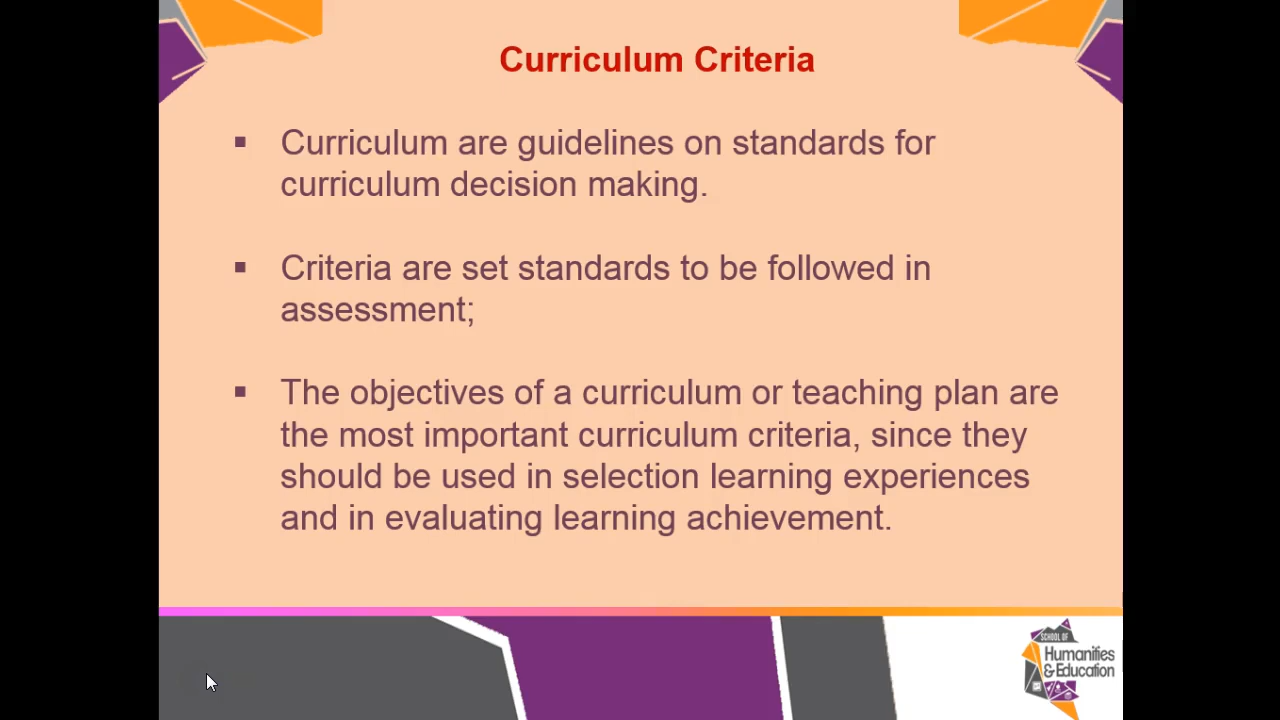 Curriculum Criteria
▪ Curriculum are guidelines on standards for
curriculum decision making.
▪ Criteria are set standards to be followed in
assessment;
▪ The objectives of a curriculum or teaching plan are
the most important curriculum criteria, since they
should be used in selection learning experiences
and in evaluating learning achievement.
SCHOOL OF
Humanities
& Education